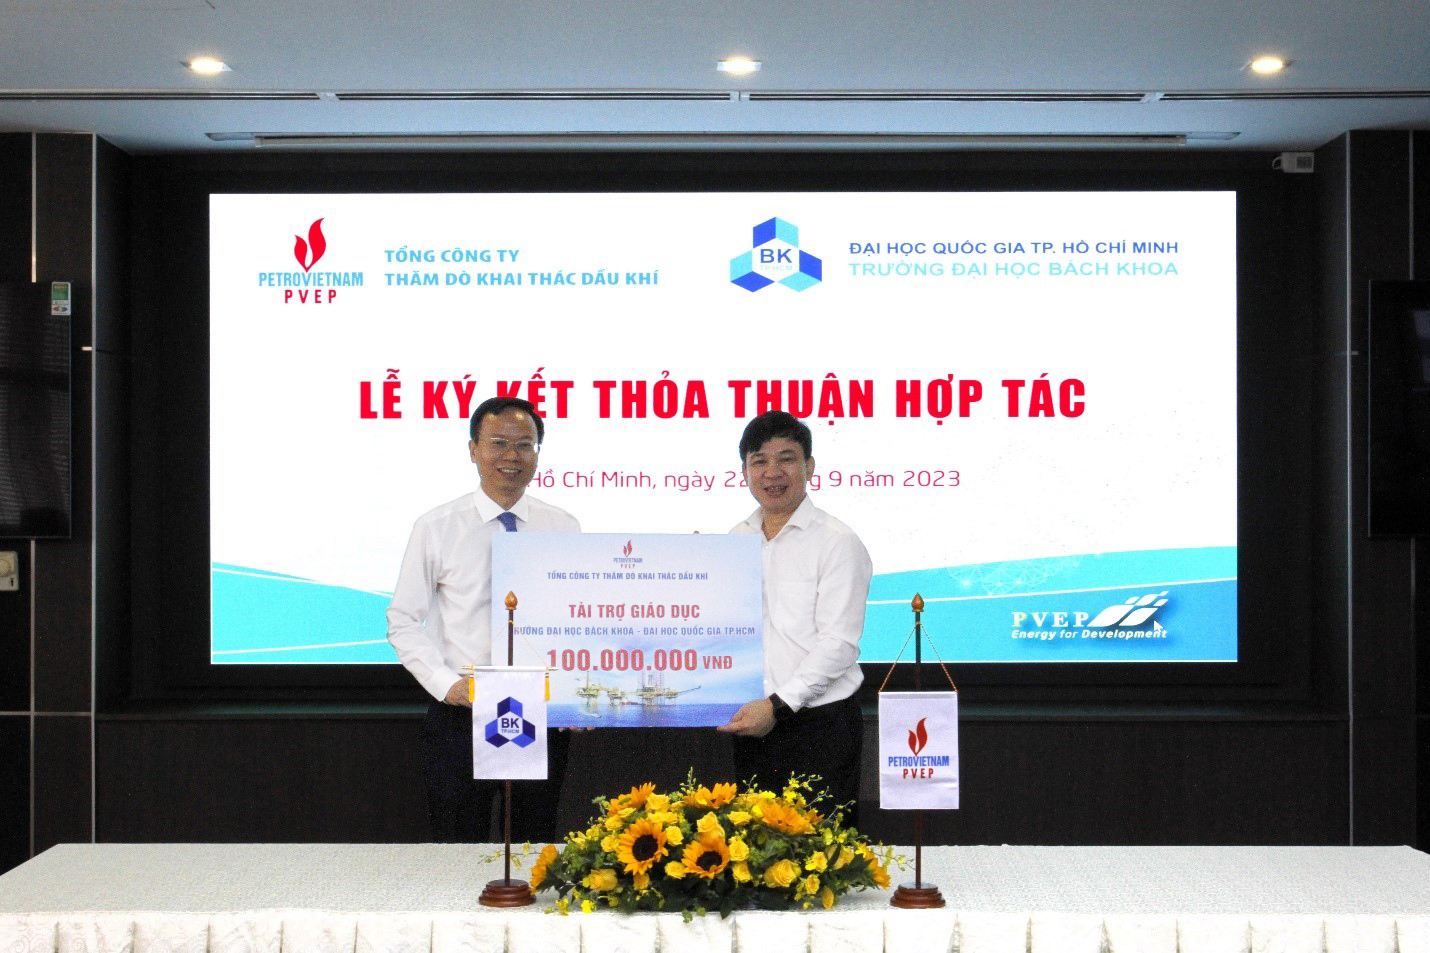 PETROVIETNAM
PVEP
TỔNG CÔNG TY
THĂM DÒ KHAI THÁC DẦU KHÍ
BK
TP.HCM
ĐẠI HỌC QUỐC GIA TP. HỒ CHÍ MINH
TRƯỜNG ĐẠI HỌC BÁCH KHOA
LỄ KÝ KẾT THỎA THUẬN HỢP TÁC
Hồ Chí Minh, ngày 22 9 năm 2023
PETROVIETNAM
PVEP
TỔNG CÔNG TY THĂM DÒ KHAI THÁC DẦU KHÍ
TÀI TRỢ GIÁO DỤC
TRƯỜNG ĐẠI HỌC BÁCH KHOA - ĐẠI HỌC QUỐC GIA TP.HCM
100.000.000 VNĐ
PVEP
Energy for Development
BK
TP.HCM
PETROVIETNAM
PVEP